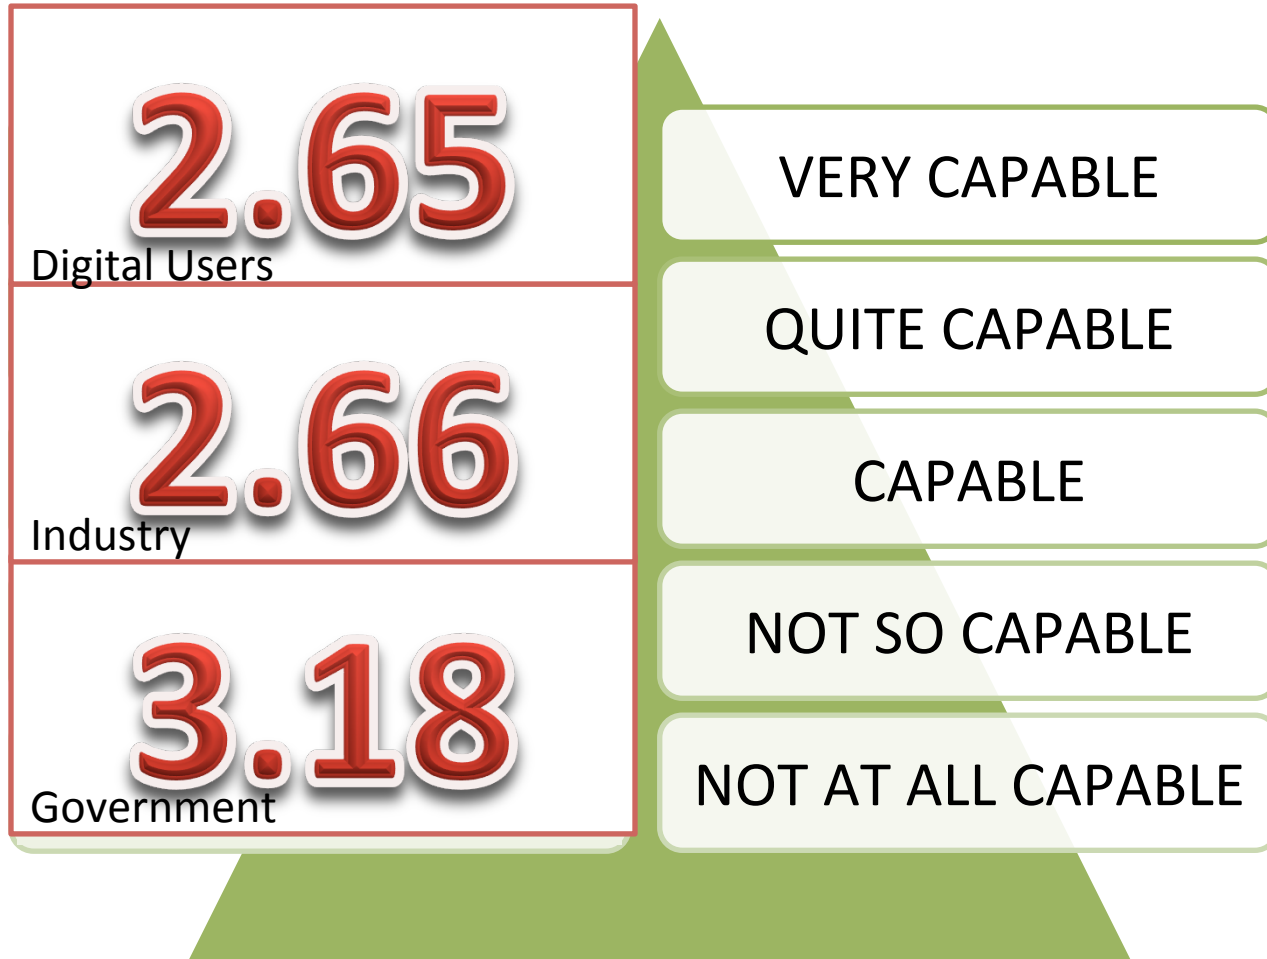 2.65
Digital Users
2.66
Industry
3.18
Government
VERY CAPABLE
QUITE CAPABLE
CAPABLE
NOT SO CAPABLE
NOT AT ALL CAPABLE